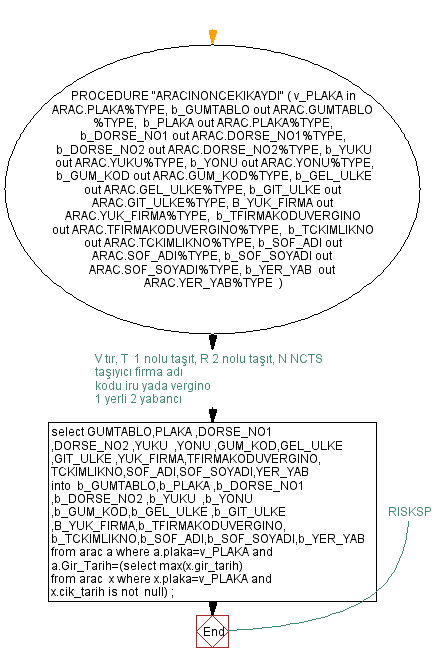 PROCEDURE "ARACINONCEKIKAYDI" ( v_PLAKA in
ARAC.PLAKA%TYPE, b_GUMTABLO out ARAC.GUMTABLO
%TYPE, b_PLAKA out ARAC.PLAKA%TYPE,
b_DORSE_NO1 out ARAC.DORSE_NO1%TYPE,
b_DORSE_NO2 out ARAC.DORSE_NO2%TYPE, b_YUKU
out ARAC.YUKU%TYPE, b_YONU out ARAC.YONU%TYPE,
b_GUM_KOD out ARAC.GUM_KOD%TYPE, b_GEL_ULKE
out ARAC.GEL_ULKE%TYPE, b_GIT_ULKE out
ARAC.GIT_ULKE%TYPE, B_YUK_FIRMA out
ARAC.YUK_FIRMA%TYPE, b_TFIRMAKODUVERGINO
out ARAC.TFIRMAKODUVERGINO%TYPE, b_TCKIMLIKNO
out ARAC.TCKIMLIKNO%TYPE, b_SOF_ADI out
ARAC.SOF_ADI%TYPE, b_SOF_SOYADI out
ARAC.SOF_SOYADI%TYPE, b_YER_YAB out
ARAC.YER_YAB%TYPE )
V tır, T 1 nolu taşıt, R 2 nolu taşıt, N NCTS
taşıyıcı firma adı
kodu iru yada vergino
1 yerli 2 yabancı
select GUMTABLO,PLAKA ,DORSE_NO1
,DORSE_NO2 ,YUKU ,YONU ,GUM_KOD,GEL_ULKE
,GIT_ULKE ,YUK_FIRMA,TFIRMAKODUVERGINO,
TCKIMLIKNO,SOF_ADI,SOF_SOYADI,YER_YAB
into b_GUMTABLO,b_PLAKA ,b_DORSE_NO1
,b_DORSE_NO2 ,b_YUKU ,b_YONU
,b_GUM_KOD,b_GEL_ULKE ,b_GIT_ULKE
,B_YUK_FIRMA,b_TFIRMAKODUVERGINO,
b_TCKIMLIKNO,b_SOF_ADI,b_SOF_SOYADI,b_YER_YAB
from arac a where a.plaka=v_PLAKA and
a.Gir_Tarih=(select max(x.gir_tarih)
from arac x where x.plaka=v_PLAKA and
x.cik_tarih is not null) ;
RISKSP
End